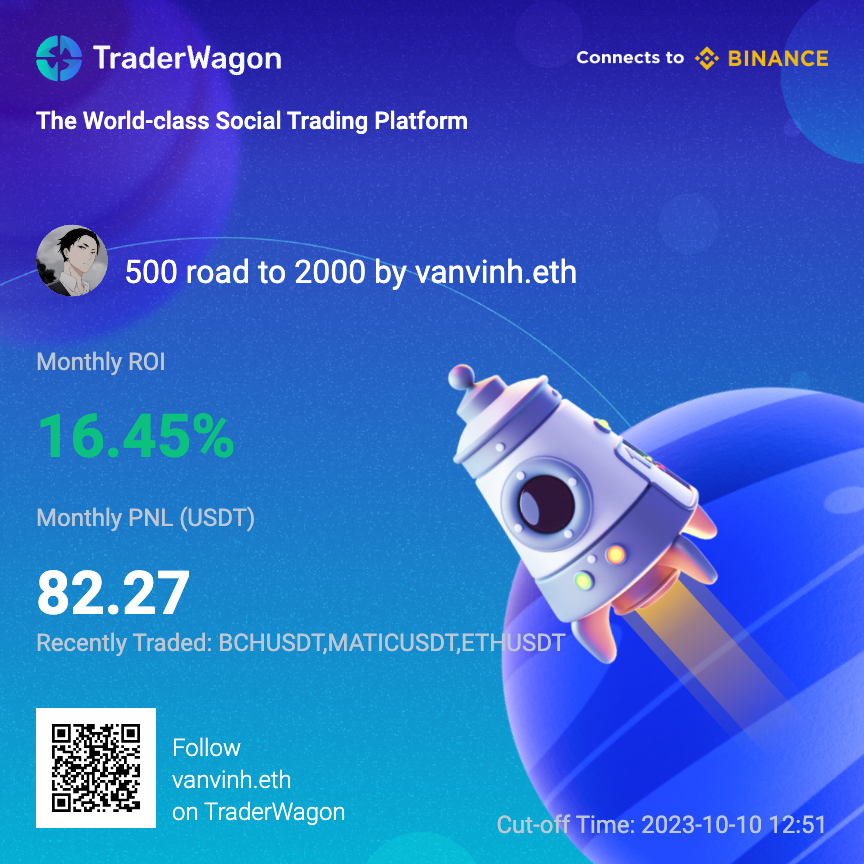 TraderWagon
Connects to BINANCE
The World-class Social Trading Platform
500 road to 2000 by vanvinh.eth
Monthly ROI
16.45%
Monthly PNL (USDT)
82.27
Recently Traded: BCHUSDT,MATICUSDT,ETHUSDT
Follow
vanvinh.eth
on TraderWagon
Cut-off Time: 2023-10-10 12:51